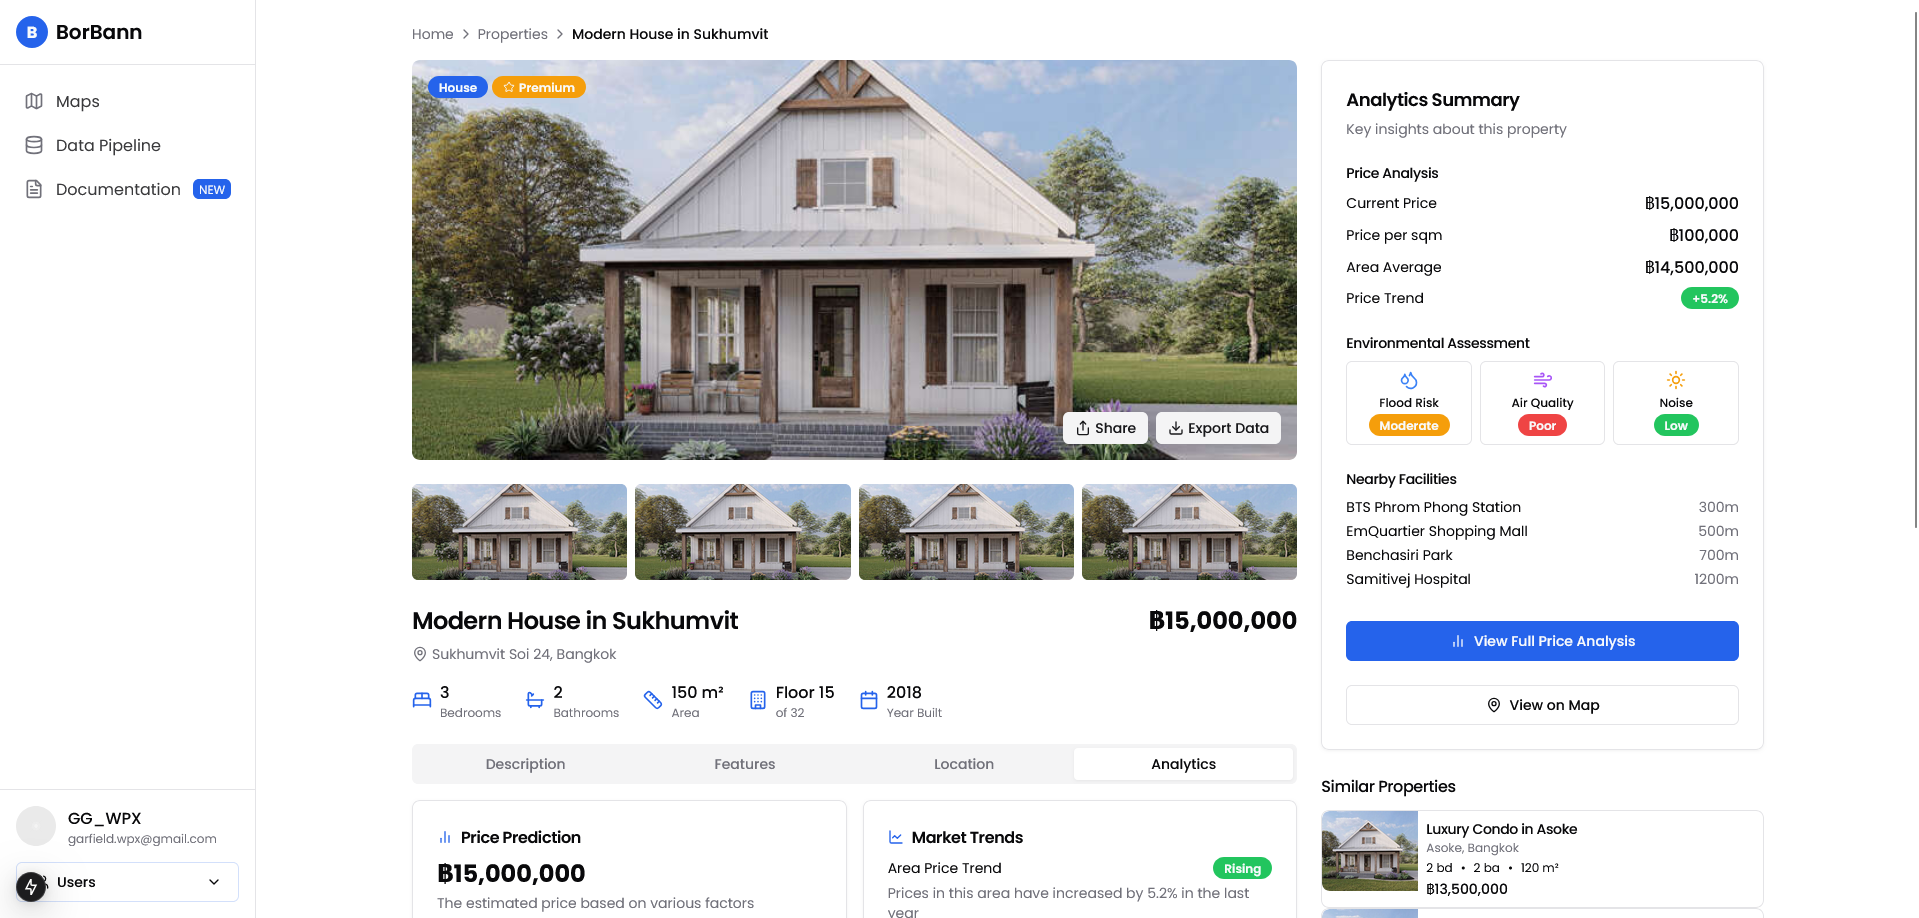 B BorBann
Maps
Data Pipeline
Documentation NEW
GG_WPX
garfield.wpx@gmail.com
Users
Home > Properties > Modern House in Sukhumvit
House Premium
Share Export Data
Modern House in Sukhumvit ฿15,000,000
Sukhumvit Soi 24, Bangkok
3 2 150 m² Floor 15 2018
Bedrooms Bathrooms Area of 32 Year Built
Description Features Location Analytics
Price Prediction
฿15,000,000
The estimated price based on various factors
Market Trends
Area Price Trend Rising
Prices in this area have increased by 5.2% in the last
year
Analytics Summary
Key insights about this property
Price Analysis
Current Price ฿15,000,000
Price per sqm ฿100,000
Area Average ฿14,500,000
Price Trend +5.2%
Environmental Assessment
Flood Risk Air Quality Noise
Moderate Poor Low
Nearby Facilities
BTS Phrom Phong Station 300m
EmQuartier Shopping Mall 500m
Benchasiri Park 700m
Samitivej Hospital 1200m
View Full Price Analysis
View on Map
Similar Properties
Luxury Condo in Asoke
Asoke, Bangkok
2 bd • 2 ba • 120 m²
฿13,500,000